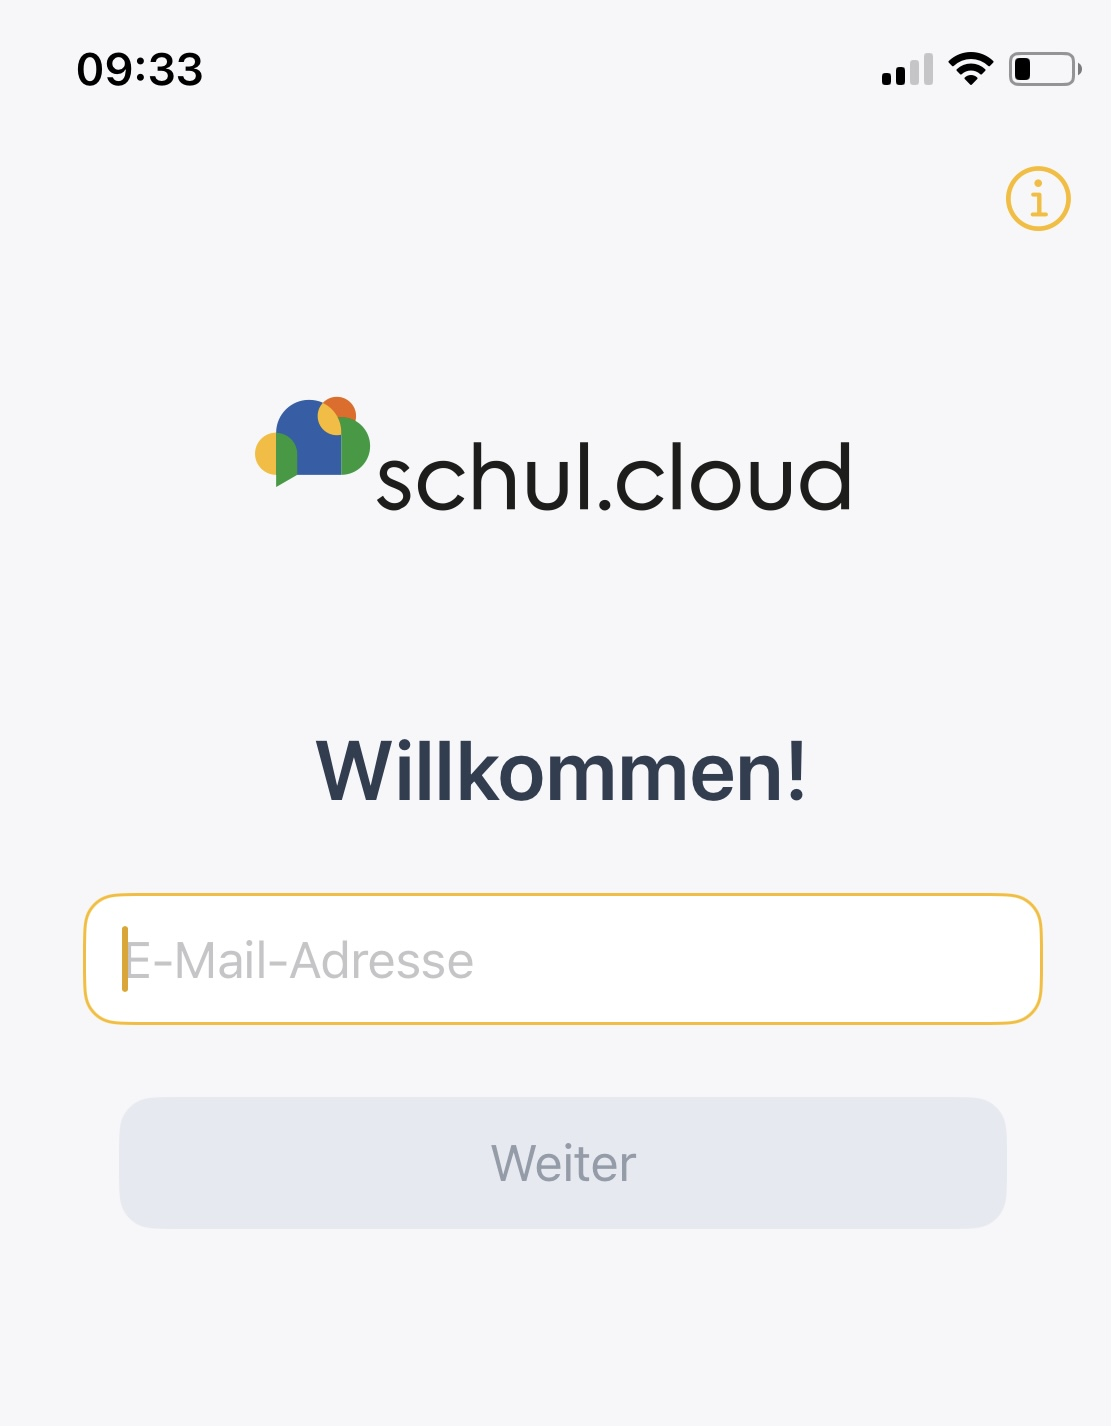 09:33
schul.cloud
Willkommen!
E-Mail-Adresse
Weiter